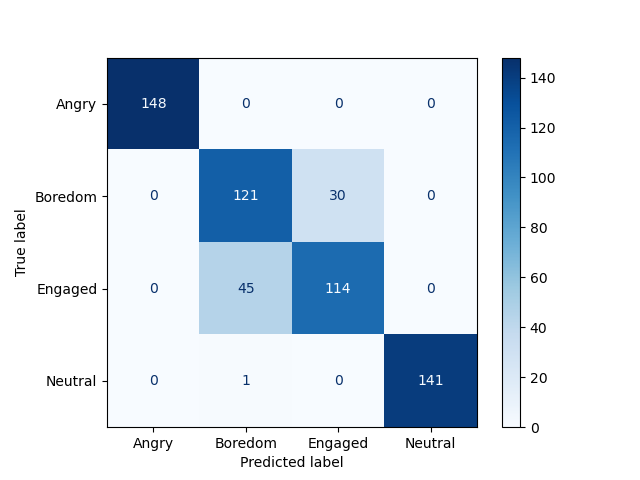 Angry 148 0 0 0
Boredom 0 121 30 0
Engaged 0 45 114 0
Neutral 0 1 0 141
Angry Boredom Engaged Neutral
Predicted label
True label
140
120
100
80
60
40
20
0